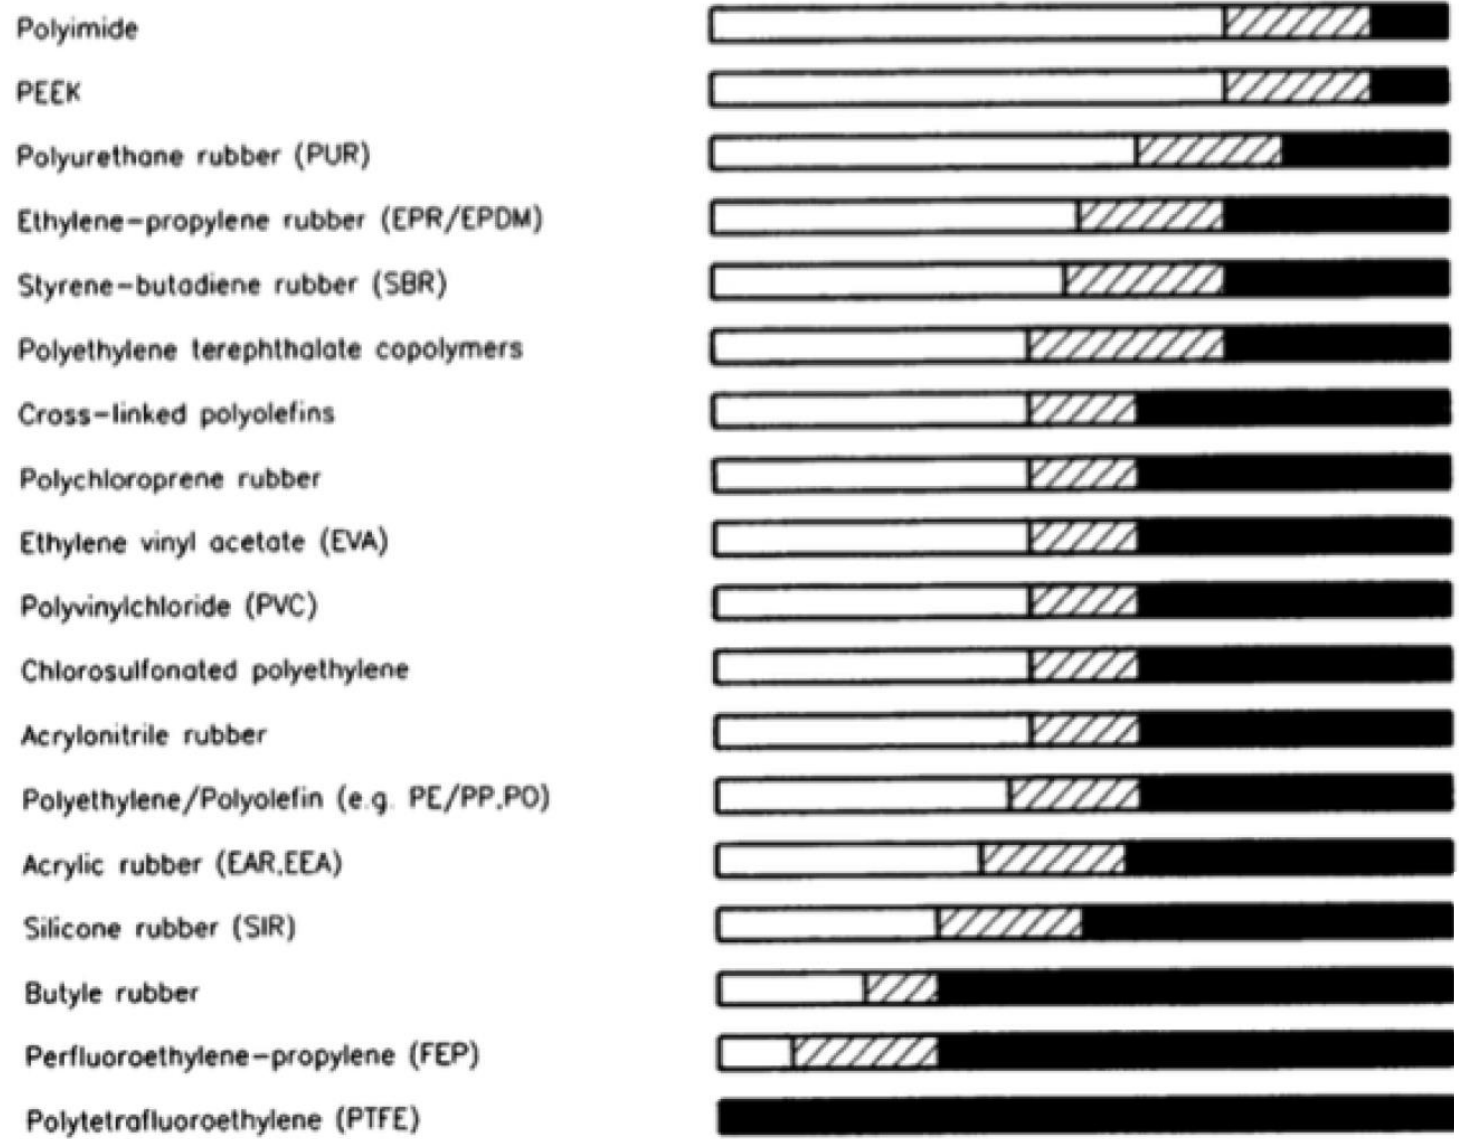 Polyimide
PEEK
Polyurethane rubber (PUR)
Ethylene-propylene rubber (EPR/EPDM)
Styrene-butadiene rubber (SBR)
Polyethylene terephthalate copolymers
Cross-linked polyolefins
Polychloroprene rubber
Ethylene vinyl acetate (EVA)
Polyvinylchloride (PVC)
Chlorosulfonated polyethylene
Acrylonitrile rubber
Polyethylene/Polyolefin (e.g. PE/PP,PO)
Acrylic rubber (EAR,EEA)
Silicone rubber (SIR)
Butyle rubber
Perfluoroethylene-propylene (FEP)
Polytetrafluoroethylene (PTFE)